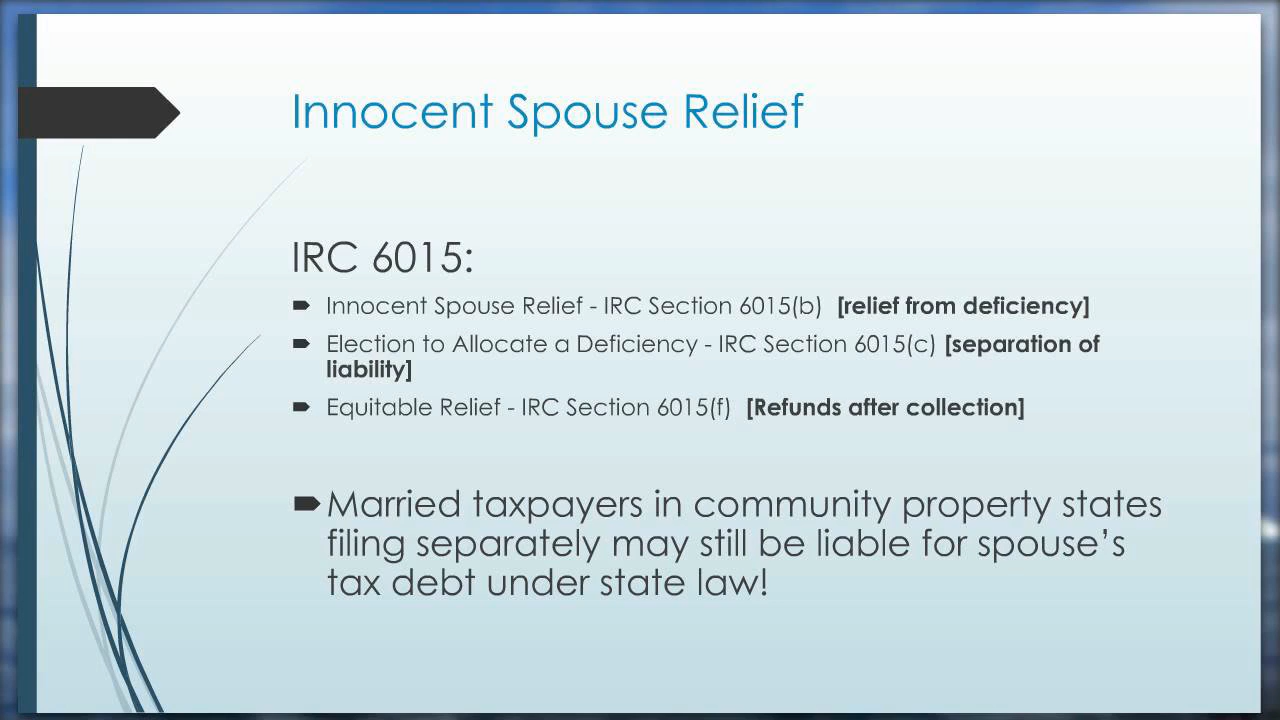 Innocent Spouse Relief
IRC 6015:
Innocent Spouse Relief - IRC Section 6015(b) [relief from deficiency]
Election to Allocate a Deficiency - IRC Section 6015(c) [separation of
liability]
Equitable Relief - IRC Section 6015(f) [Refunds after collection]
Married taxpayers in community property states
filing separately may still be liable for spouse’s
tax debt under state law!